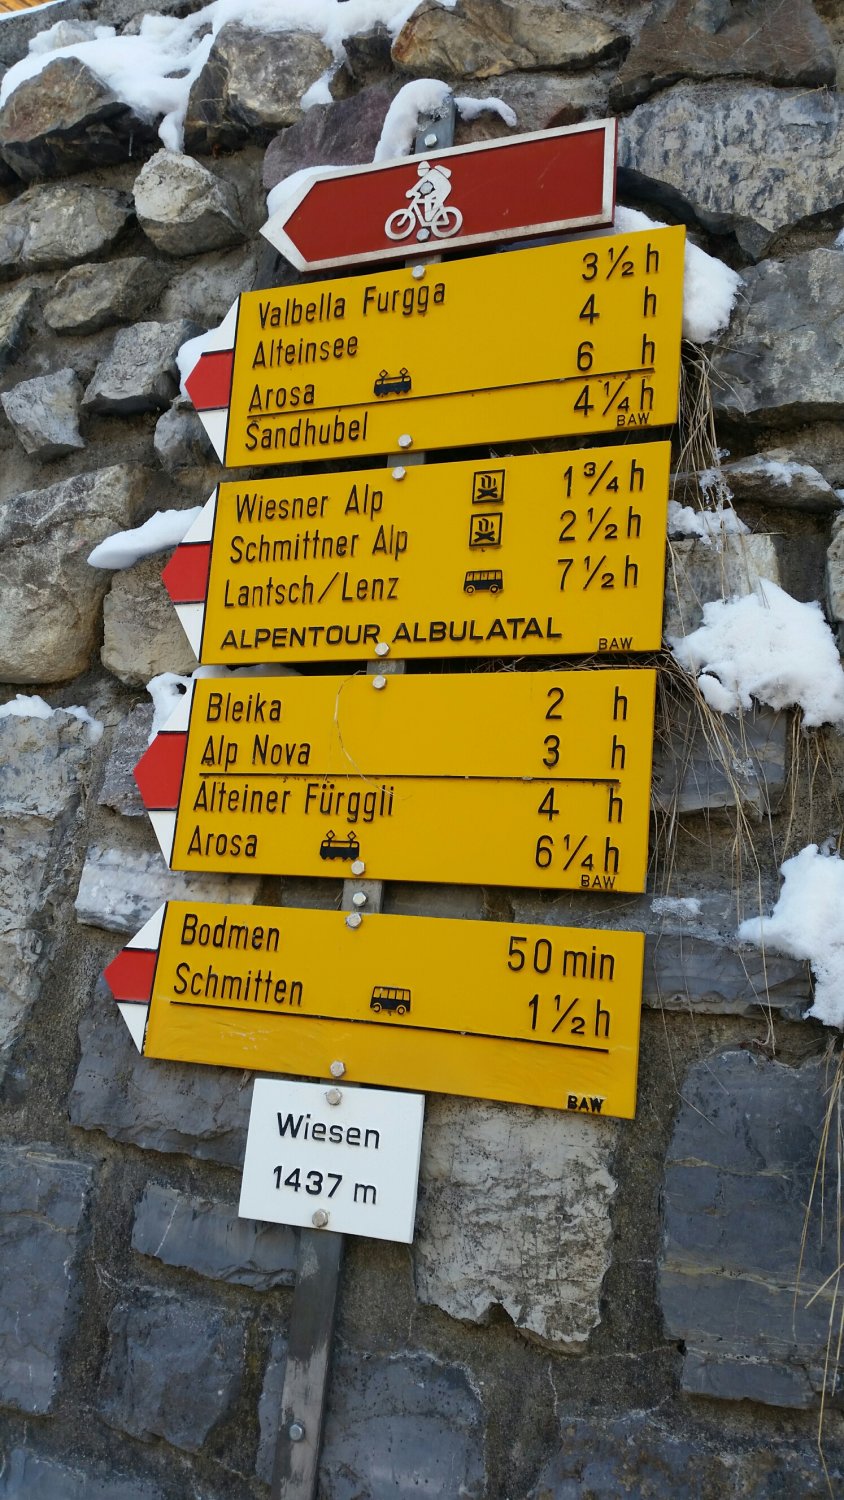 Valbella Furgga 3½ h
Alteinsee 4 h
Arosa 6 h
Sandhubel 4¼ h
BAW
Wiesner Alp 1¾ h
Schmittner Alp 2½ h
Lantsch/Lenz 7½ h
ALPENTOUR ALBULATAL BAW
Bleika 2 h
Alp Nova 3 h
Alteiner Fürggli 4 h
Arosa 6¼ h
BAW
Bodmen 50 min
Schmitten 1½ h
BAW
Wiesen
1437 m